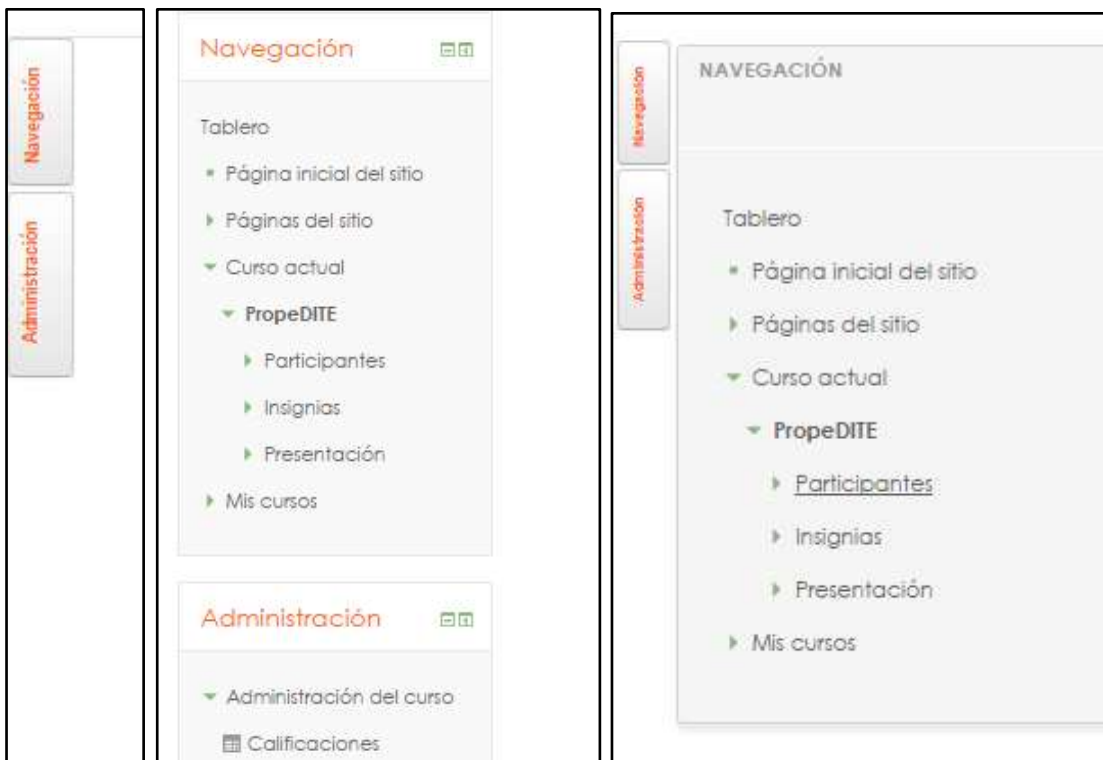 Navegación
Administración
Navegación
Tablero
Página inicial del sitio
Páginas del sitio
Curso actual
PropeDITE
Participantes
Insignias
Presentación
Mis cursos
Administración
Administración del curso
Calificaciones
Navegación
Administración
NAVEGACIÓN
Tablero
Página inicial del sitio
Páginas del sitio
Curso actual
PropeDITE
Participantes
Insignias
Presentación
Mis cursos